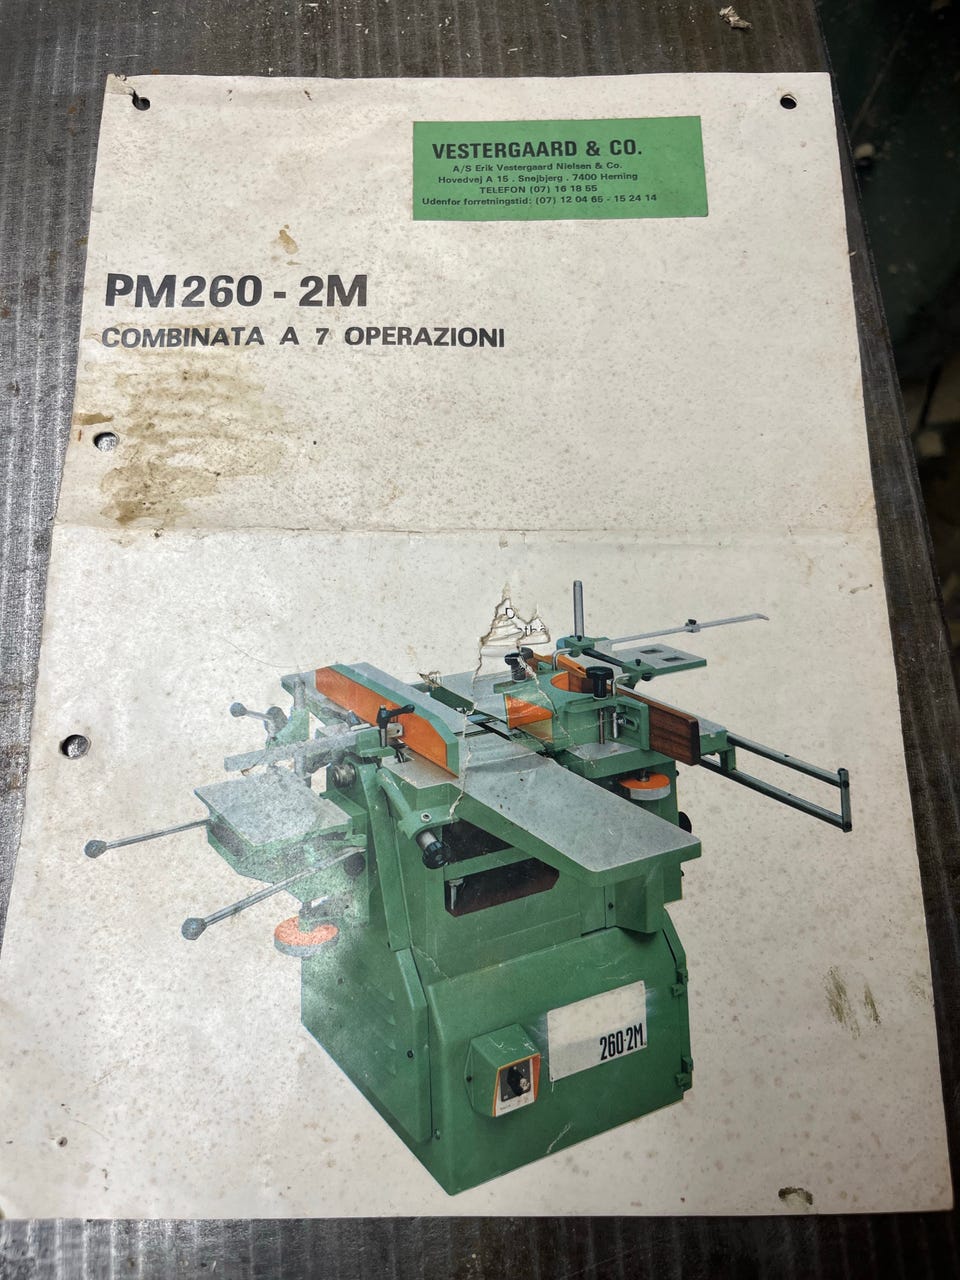 VESTERGAARD & CO.
A/S Erik Vestergaard Nielsen & Co.
Hovedvej A 15 . Snejbjerg . 7400 Herning
TELEFON (07) 16 18 55
Udenfor forretningstid: (07) 12 04 65 - 15 24 14
PM260 - 2M
COMBINATA A 7 OPERAZIONI
260-2M